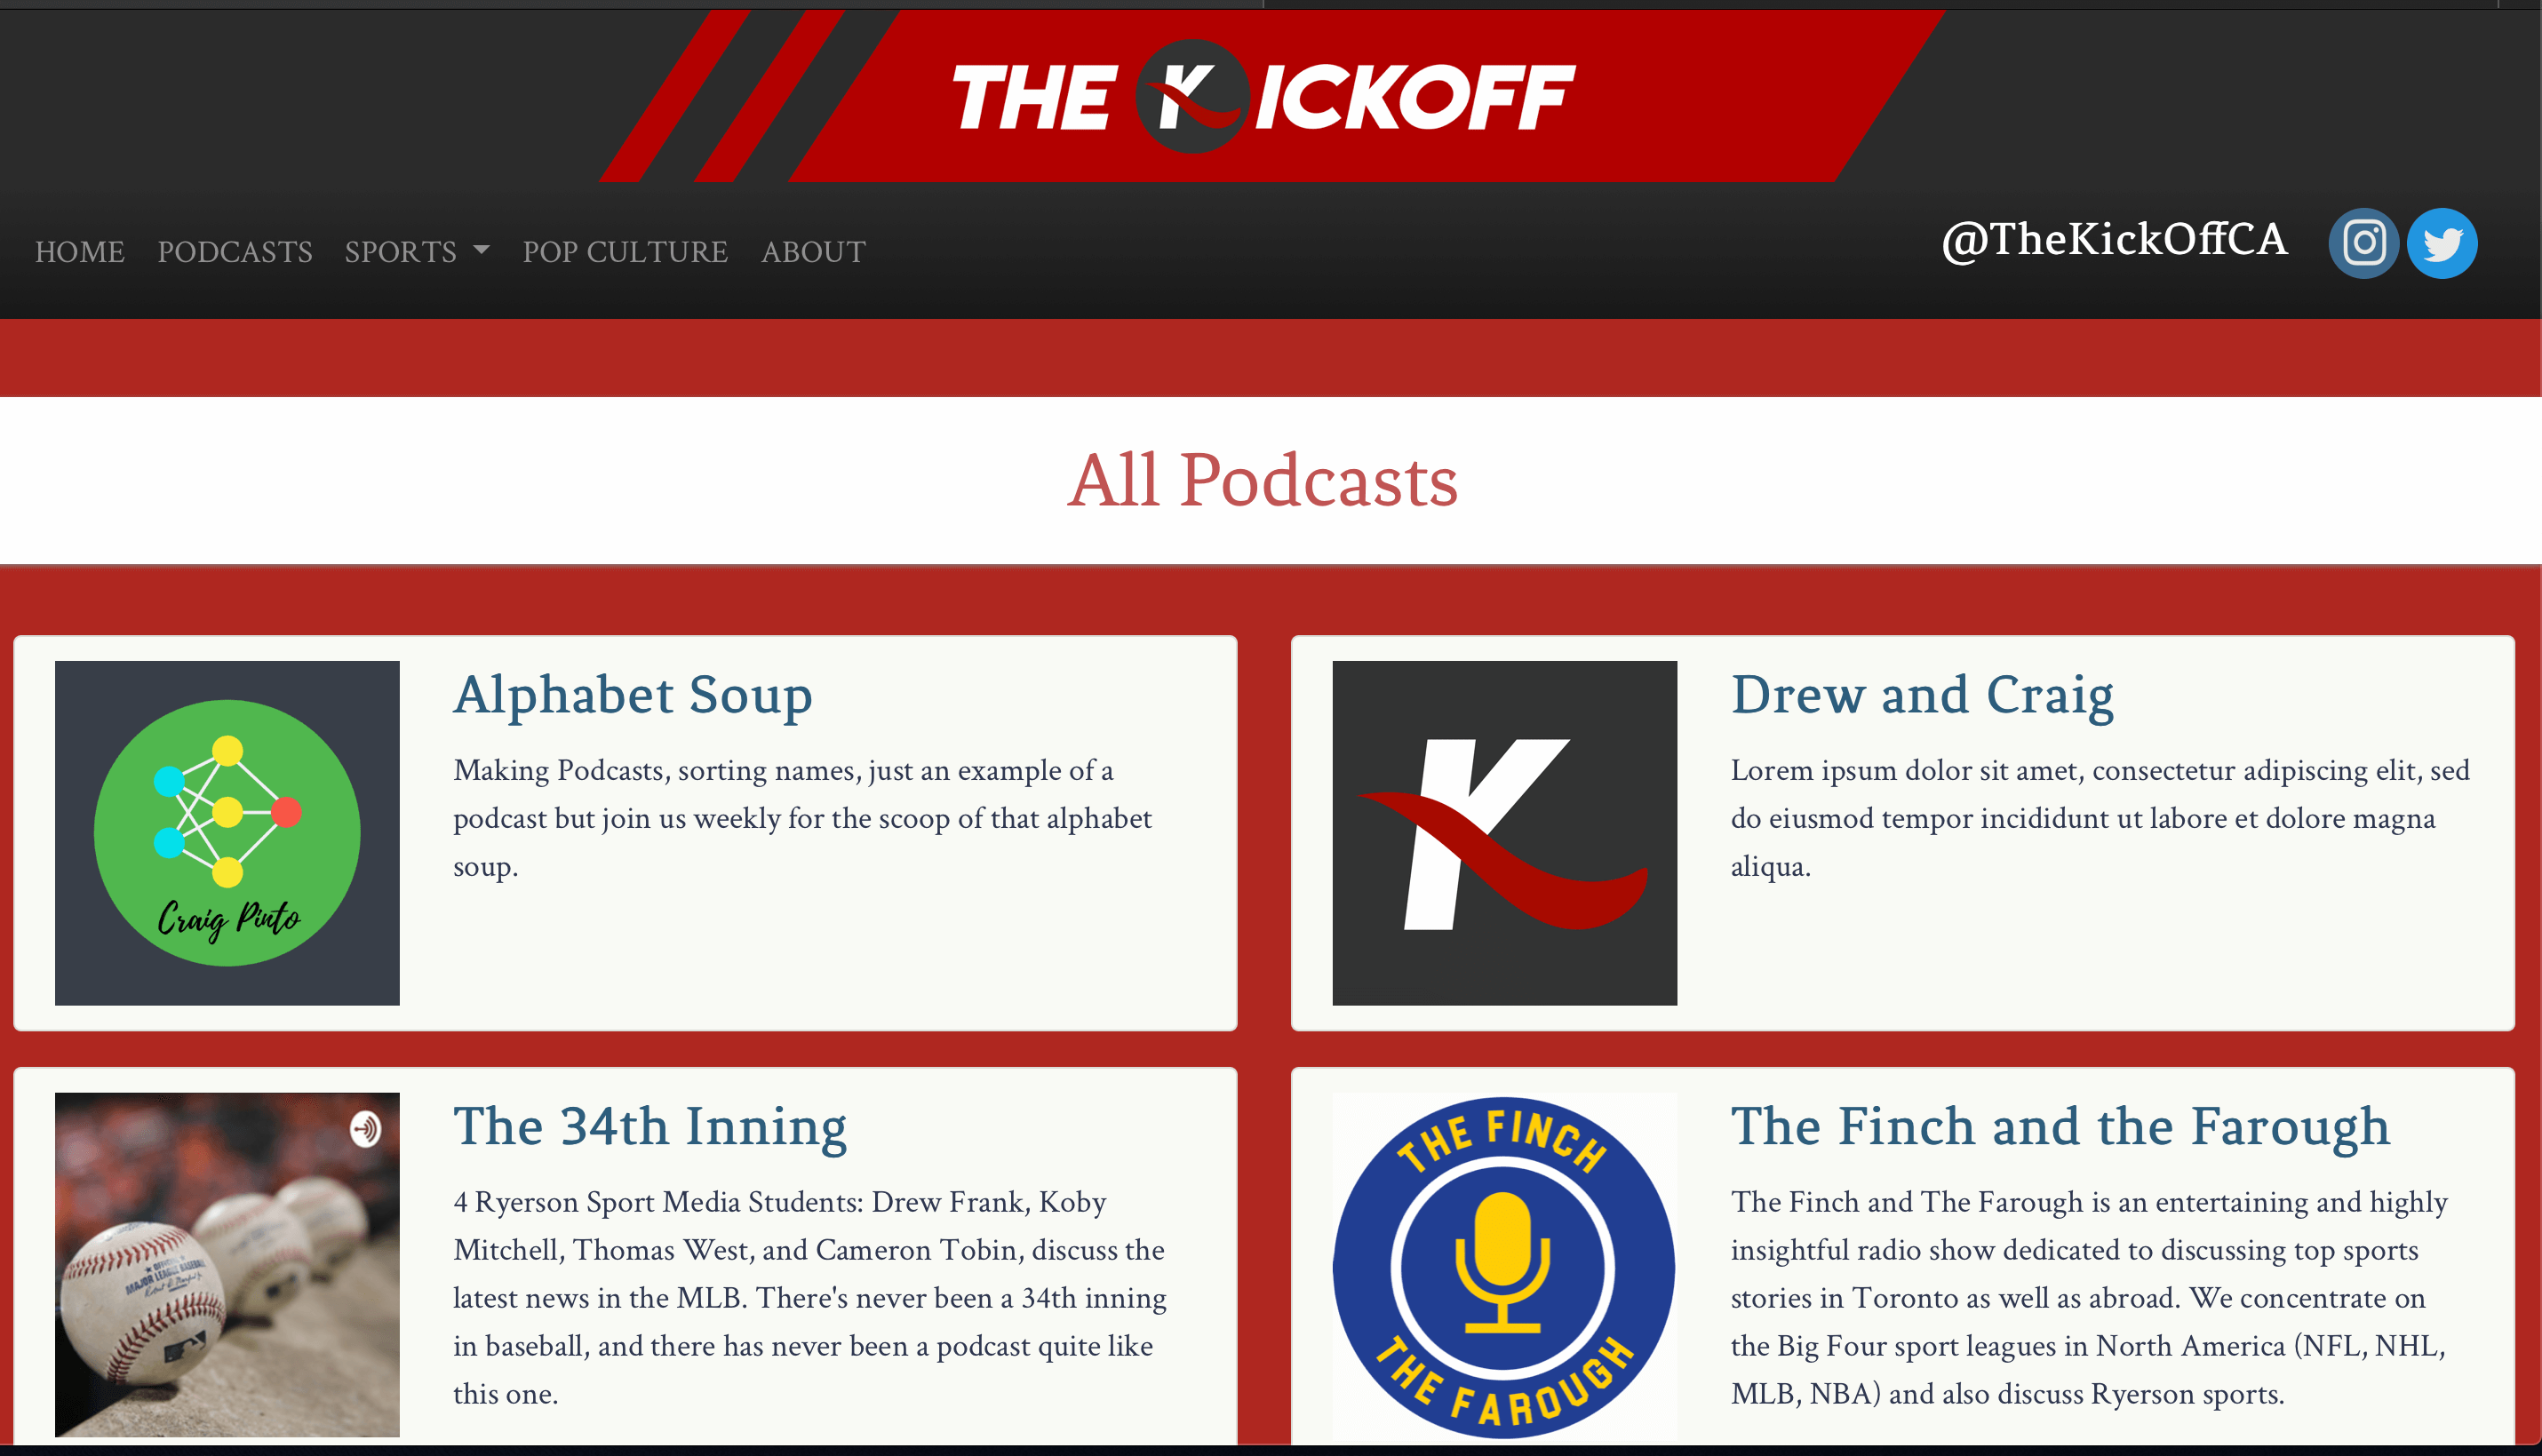 THE KICKOFF
HOME PODCASTS SPORTS POP CULTURE ABOUT
@TheKickOffCA
All Podcasts
Craig Pinto
Alphabet Soup
Making Podcasts, sorting names, just an example of a
podcast but join us weekly for the scoop of that alphabet
soup.
K
Drew and Craig
Lorem ipsum dolor sit amet, consectetur adipiscing elit, sed
do eiusmod tempor incididunt ut labore et dolore magna
aliqua.
OFFICIAL
MAJOR LEAGUE BASEBALL
The 34th Inning
4 Ryerson Sport Media Students: Drew Frank, Koby
Mitchell, Thomas West, and Cameron Tobin, discuss the
latest news in the MLB. There's never been a 34th inning
in baseball, and there has never been a podcast quite like
this one.
THE FINCH
THE FAROUGH
The Finch and the Farough
The Finch and The Farough is an entertaining and highly
insightful radio show dedicated to discussing top sports
stories in Toronto as well as abroad. We concentrate on
the Big Four sport leagues in North America (NFL, NHL,
MLB, NBA) and also discuss Ryerson sports.